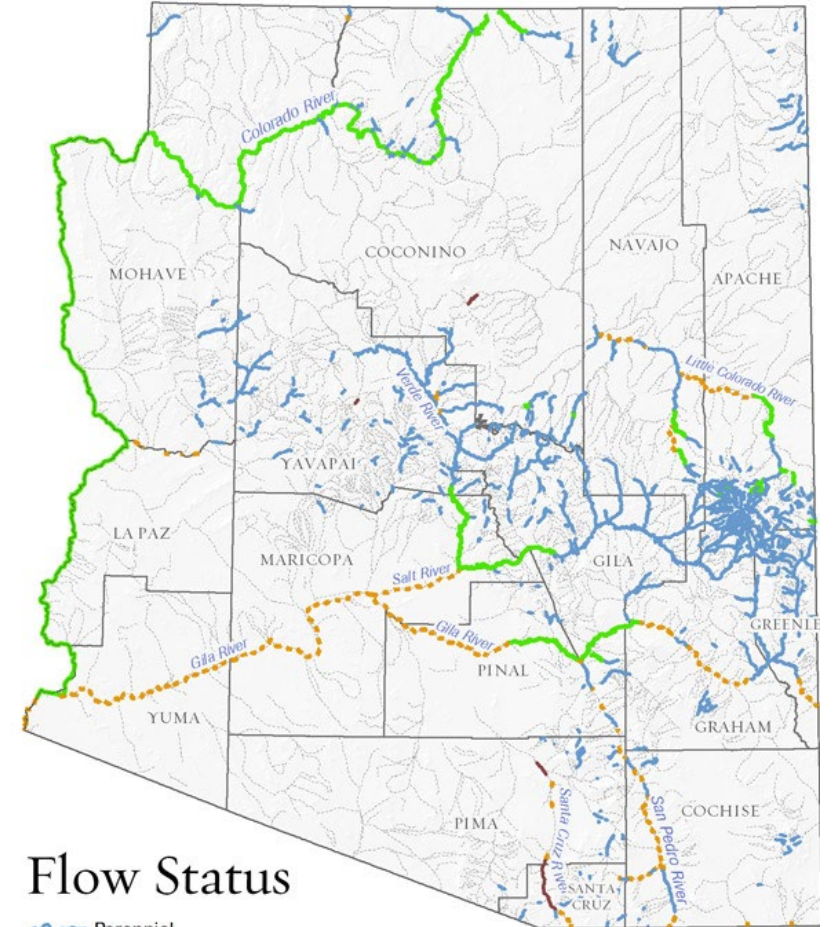 Colorado River
COCONINO
NAVAJO
MOHAVE
APACHE
Little Colorado River
Verde River
YAVAPAI
LA PAZ
MARICOPA
GILA
Salt River
GREENLE
Gila River
Gila River
PINAL
YUMA
GRAHAM
Santa Cruz River
San Pedro River
COCHISE
PIMA
Flow Status
SANTA
CRUZ
Perennial